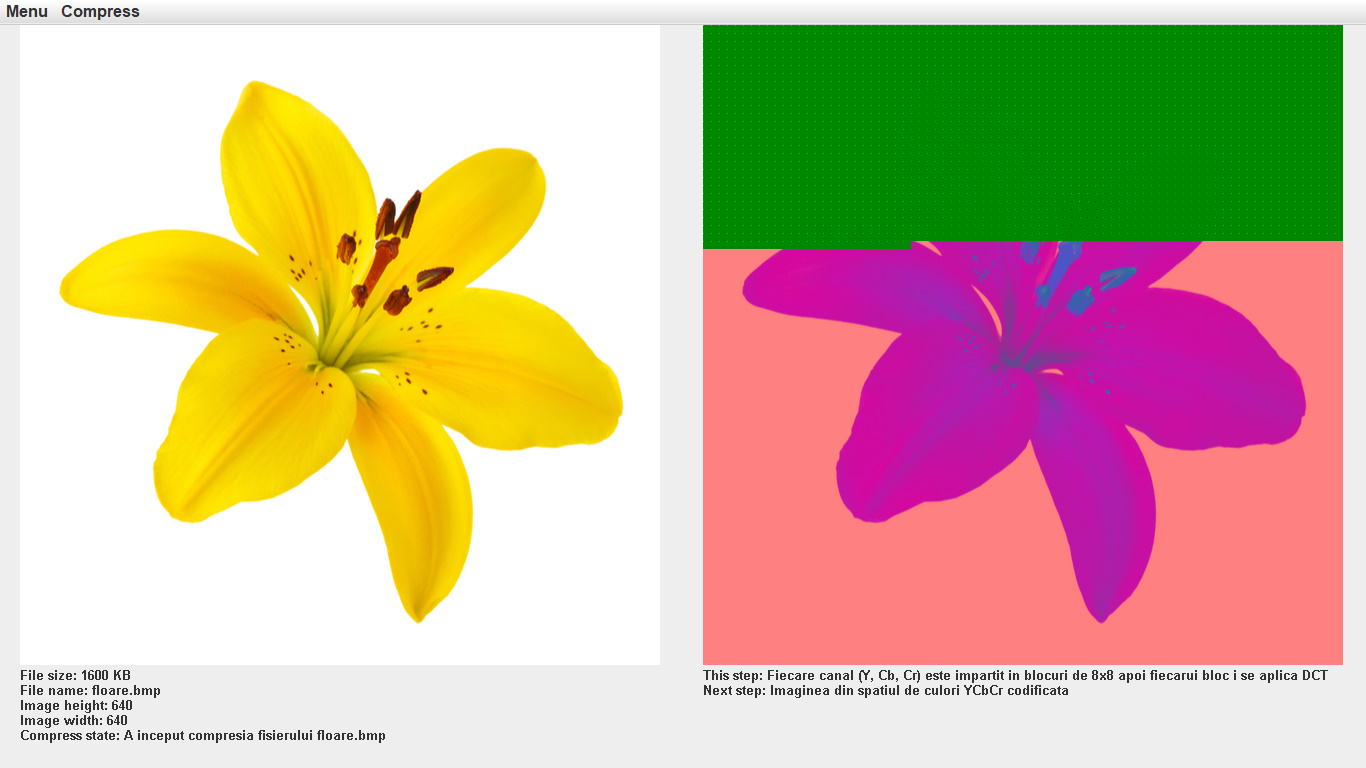 Menu Compress
File size: 1600 KB
File name: floare.bmp
Image height: 640
Image width: 640
Compress state: A inceput compresia fisierului floare.bmp
This step: Fiecare canal (Y, Cb, Cr) este impartit in blocuri de 8x8 apoi fiecarui bloc i se aplica DCT
Next step: Imaginea din spatiul de culori YCbCr codificata